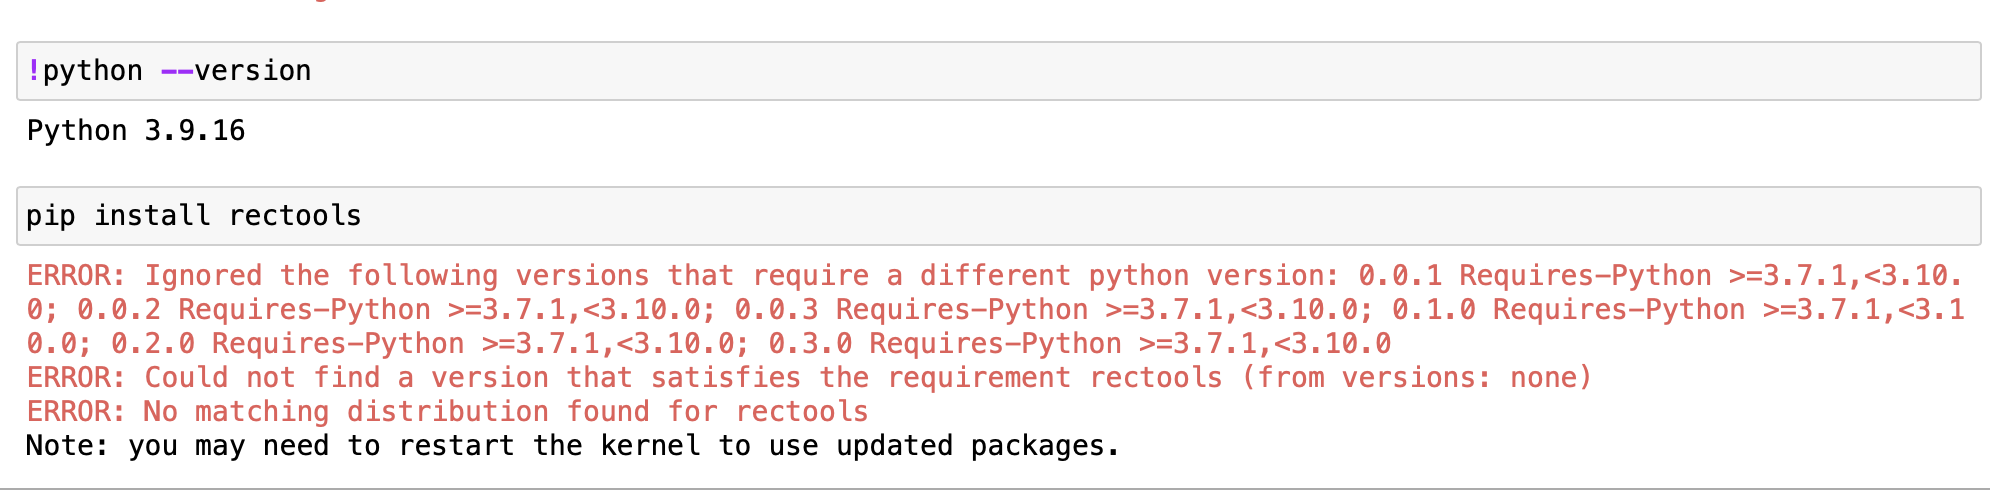 !python --version
Python 3.9.16
pip install rectools
ERROR: Ignored the following versions that require a different python version: 0.0.1 Requires-Python >=3.7.1,<3.10.
0; 0.0.2 Requires-Python >=3.7.1,<3.10.0; 0.0.3 Requires-Python >=3.7.1,<3.10.0; 0.1.0 Requires-Python >=3.7.1,<3.1
0.0; 0.2.0 Requires-Python >=3.7.1,<3.10.0; 0.3.0 Requires-Python >=3.7.1,<3.10.0
ERROR: Could not find a version that satisfies the requirement rectools (from versions: none)
ERROR: No matching distribution found for rectools
Note: you may need to restart the kernel to use updated packages.